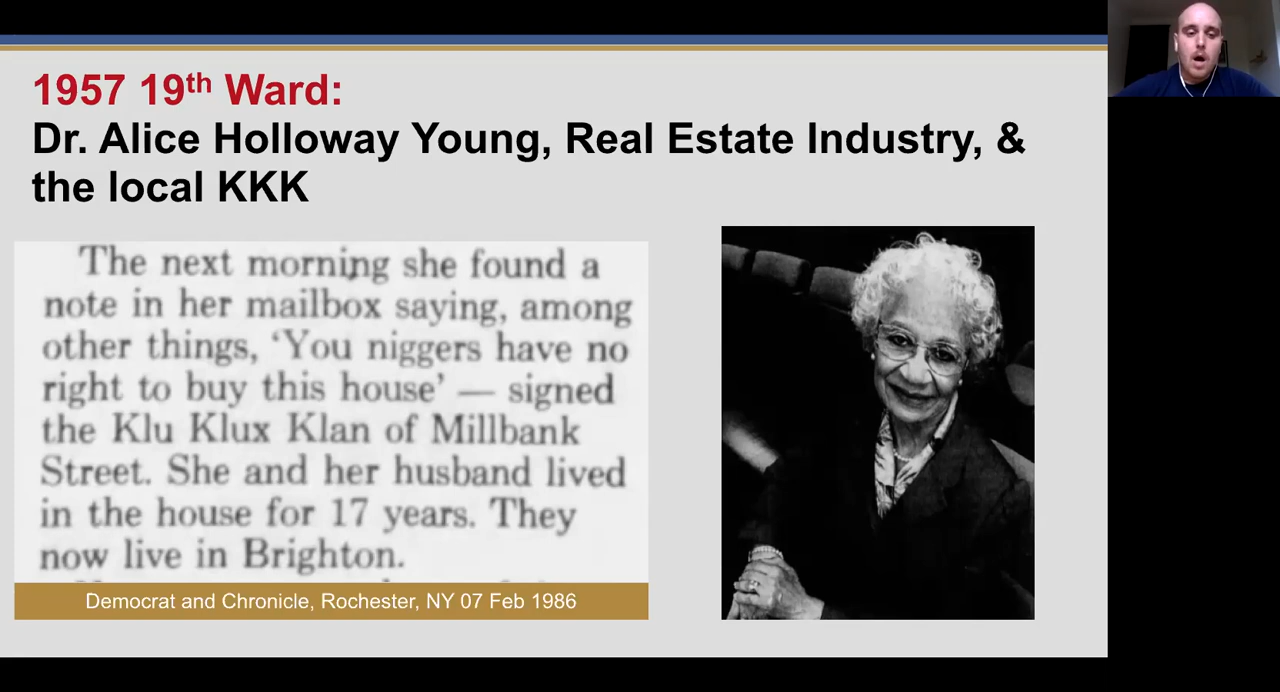 1957 19th Ward:
Dr. Alice Holloway Young, Real Estate Industry, &
the local KKK
The next morning she found a
note in her mailbox saying, among
other things, ‘You niggers have no
right to buy this house’ — signed
the Klu Klux Klan of Millbank
Street. She and her husband lived
in the house for 17 years. They
now live in Brighton.
Democrat and Chronicle, Rochester, NY 07 Feb 1986